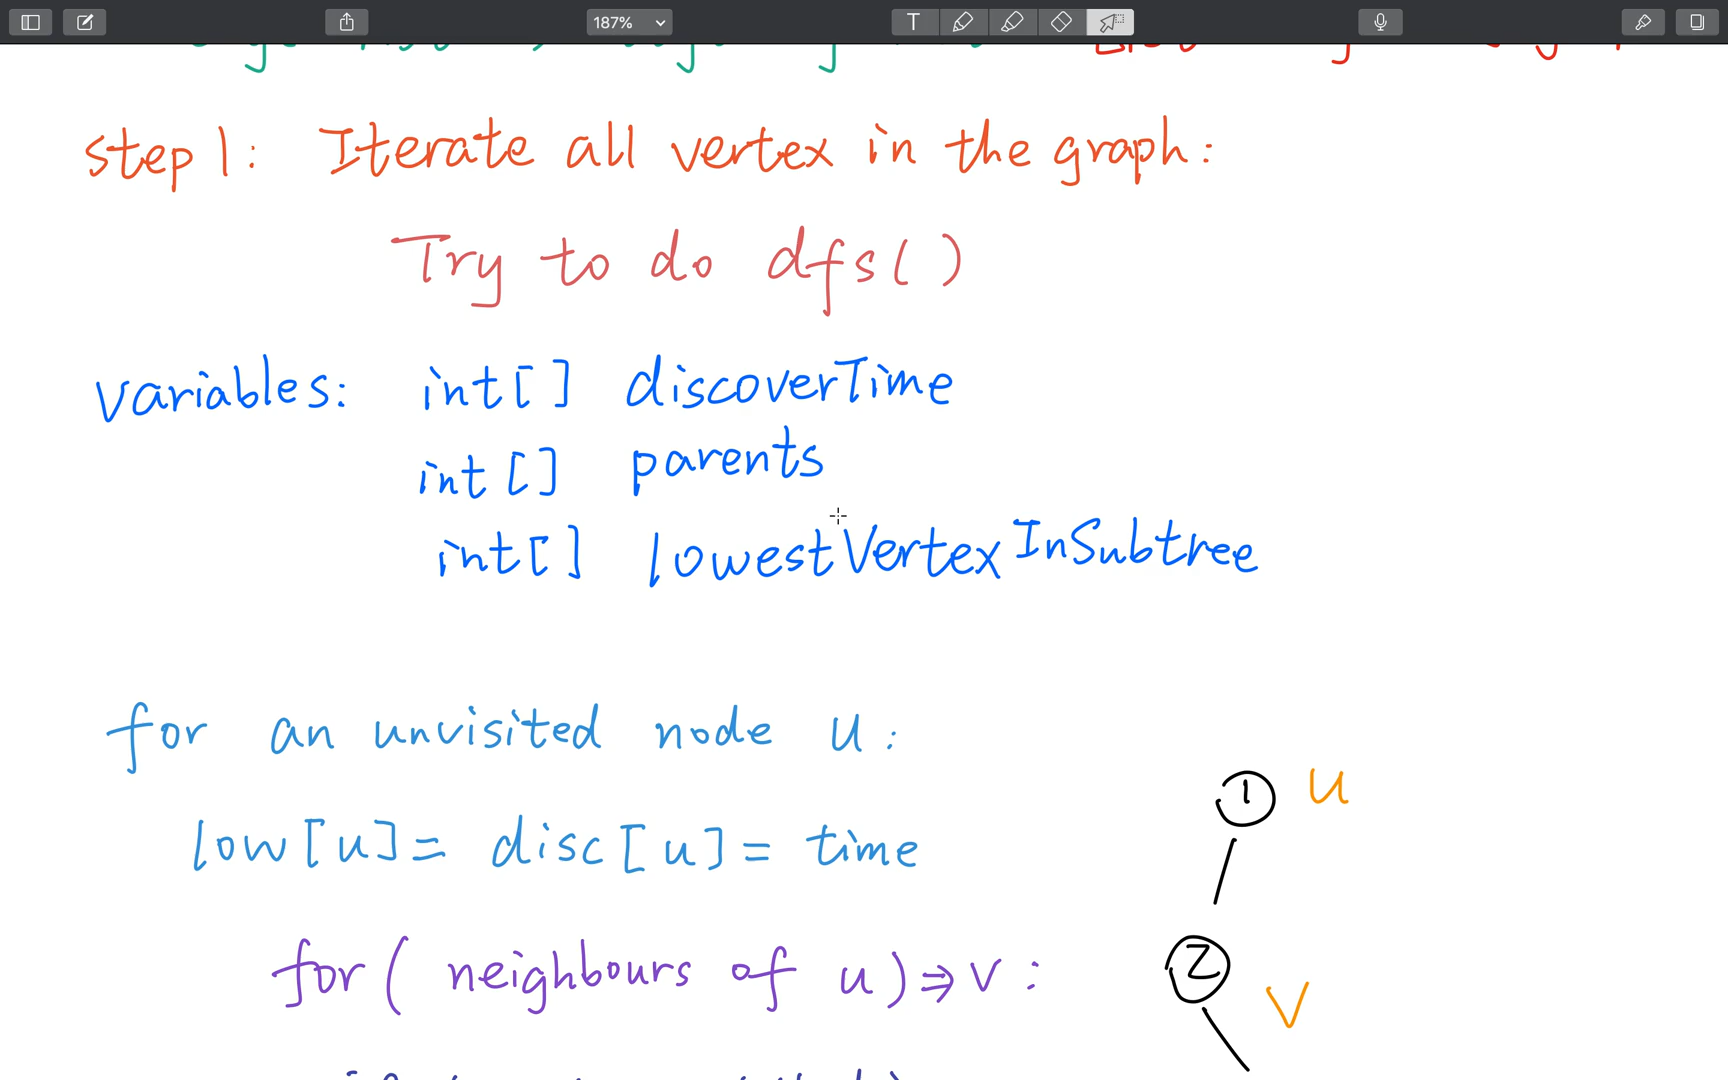 187%
T
step 1: Iterate all vertex in the graph:
Try to do dfs()
variables: int[] discoverTime
int[] parents
int[] lowestVertexInSubtree
for an unvisited node u:
1 u
low[u] = disc[u] = time
for( neighbours of u) ⇒ v:
2
v